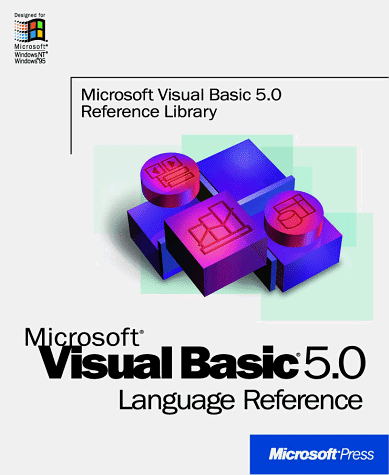 Designed for
Microsoft®
Windows NT®
Windows®95
Microsoft Visual Basic 5.0
Reference Library
Microsoft®
Visual Basic® 5.0
Language Reference
Microsoft Press